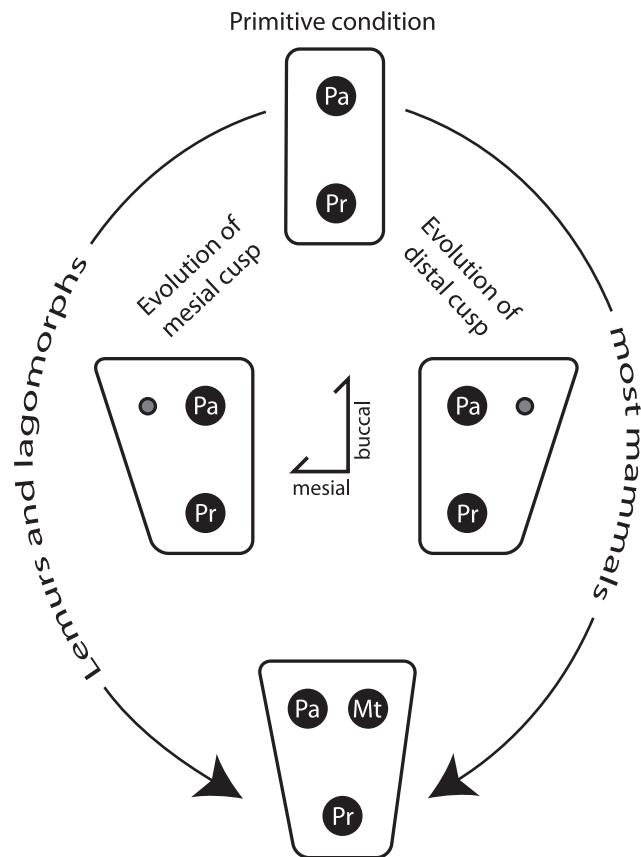 Primitive condition
Pa
Pr
Evolution of
mesial cusp
Evolution of
distal cusp
Lemurs and lagomorphs
most mammals
Pa
Pr
buccal
mesial
Pa
Pr
Pa
Mt
Pr